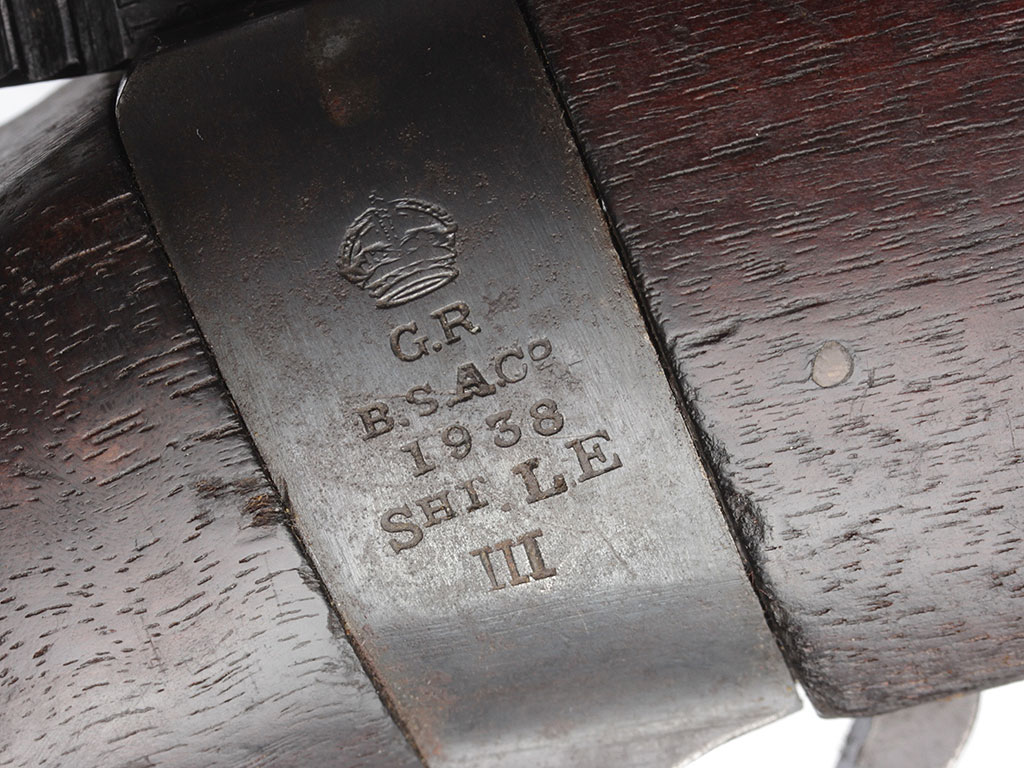 G.R
B.S.A.Cº
1938
SHT. L.E
III